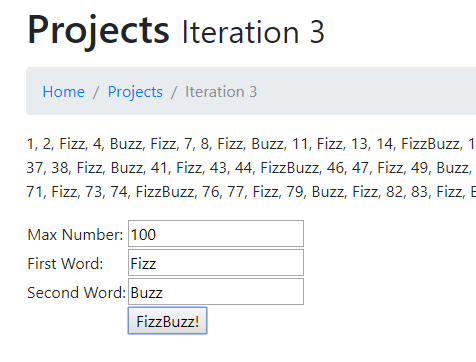 Projects Iteration 3
Home / Projects / Iteration 3
1, 2, Fizz, 4, Buzz, Fizz, 7, 8, Fizz, Buzz, 11, Fizz, 13, 14, FizzBuzz, 1
37, 38, Fizz, Buzz, 41, Fizz, 43, 44, FizzBuzz, 46, 47, Fizz, 49, Buzz,
71, Fizz, 73, 74, FizzBuzz, 76, 77, Fizz, 79, Buzz, Fizz, 82, 83, Fizz, B
Max Number: 100
First Word: Fizz
Second Word: Buzz
FizzBuzz!